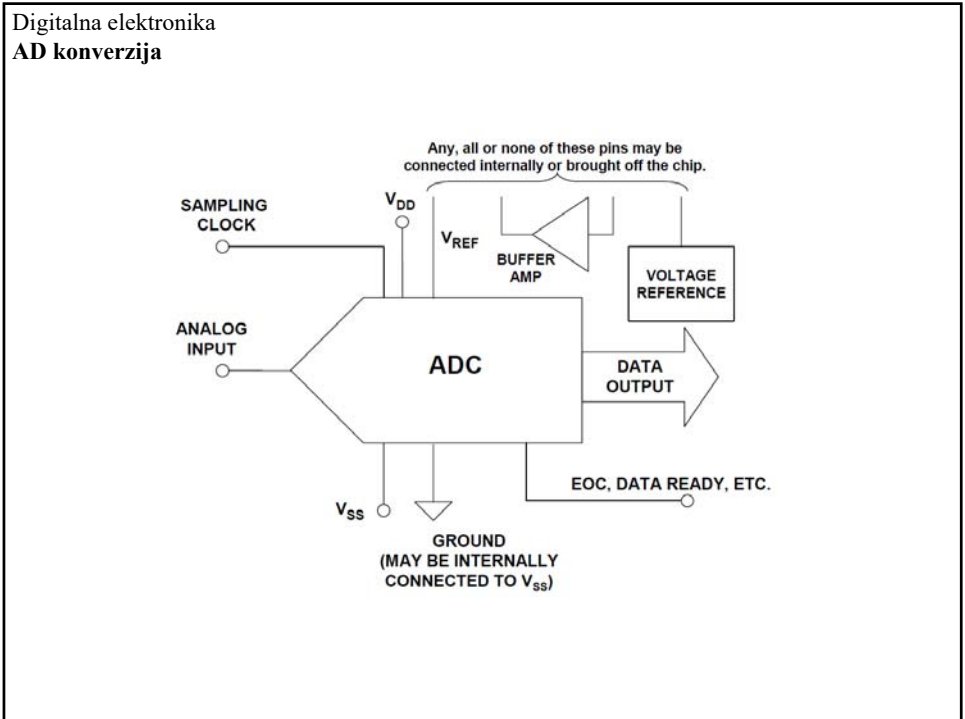 Digitalna elektronika
AD konverzija
Any, all or none of these pins may be
connected internally or brought off the chip.
SAMPLING
CLOCK
VDD
VREF
BUFFER
AMP
VOLTAGE
REFERENCE
ANALOG
INPUT
ADC
DATA
OUTPUT
EOC, DATA READY, ETC.
VSS
GROUND
(MAY BE INTERNALLY
CONNECTED TO VSS)